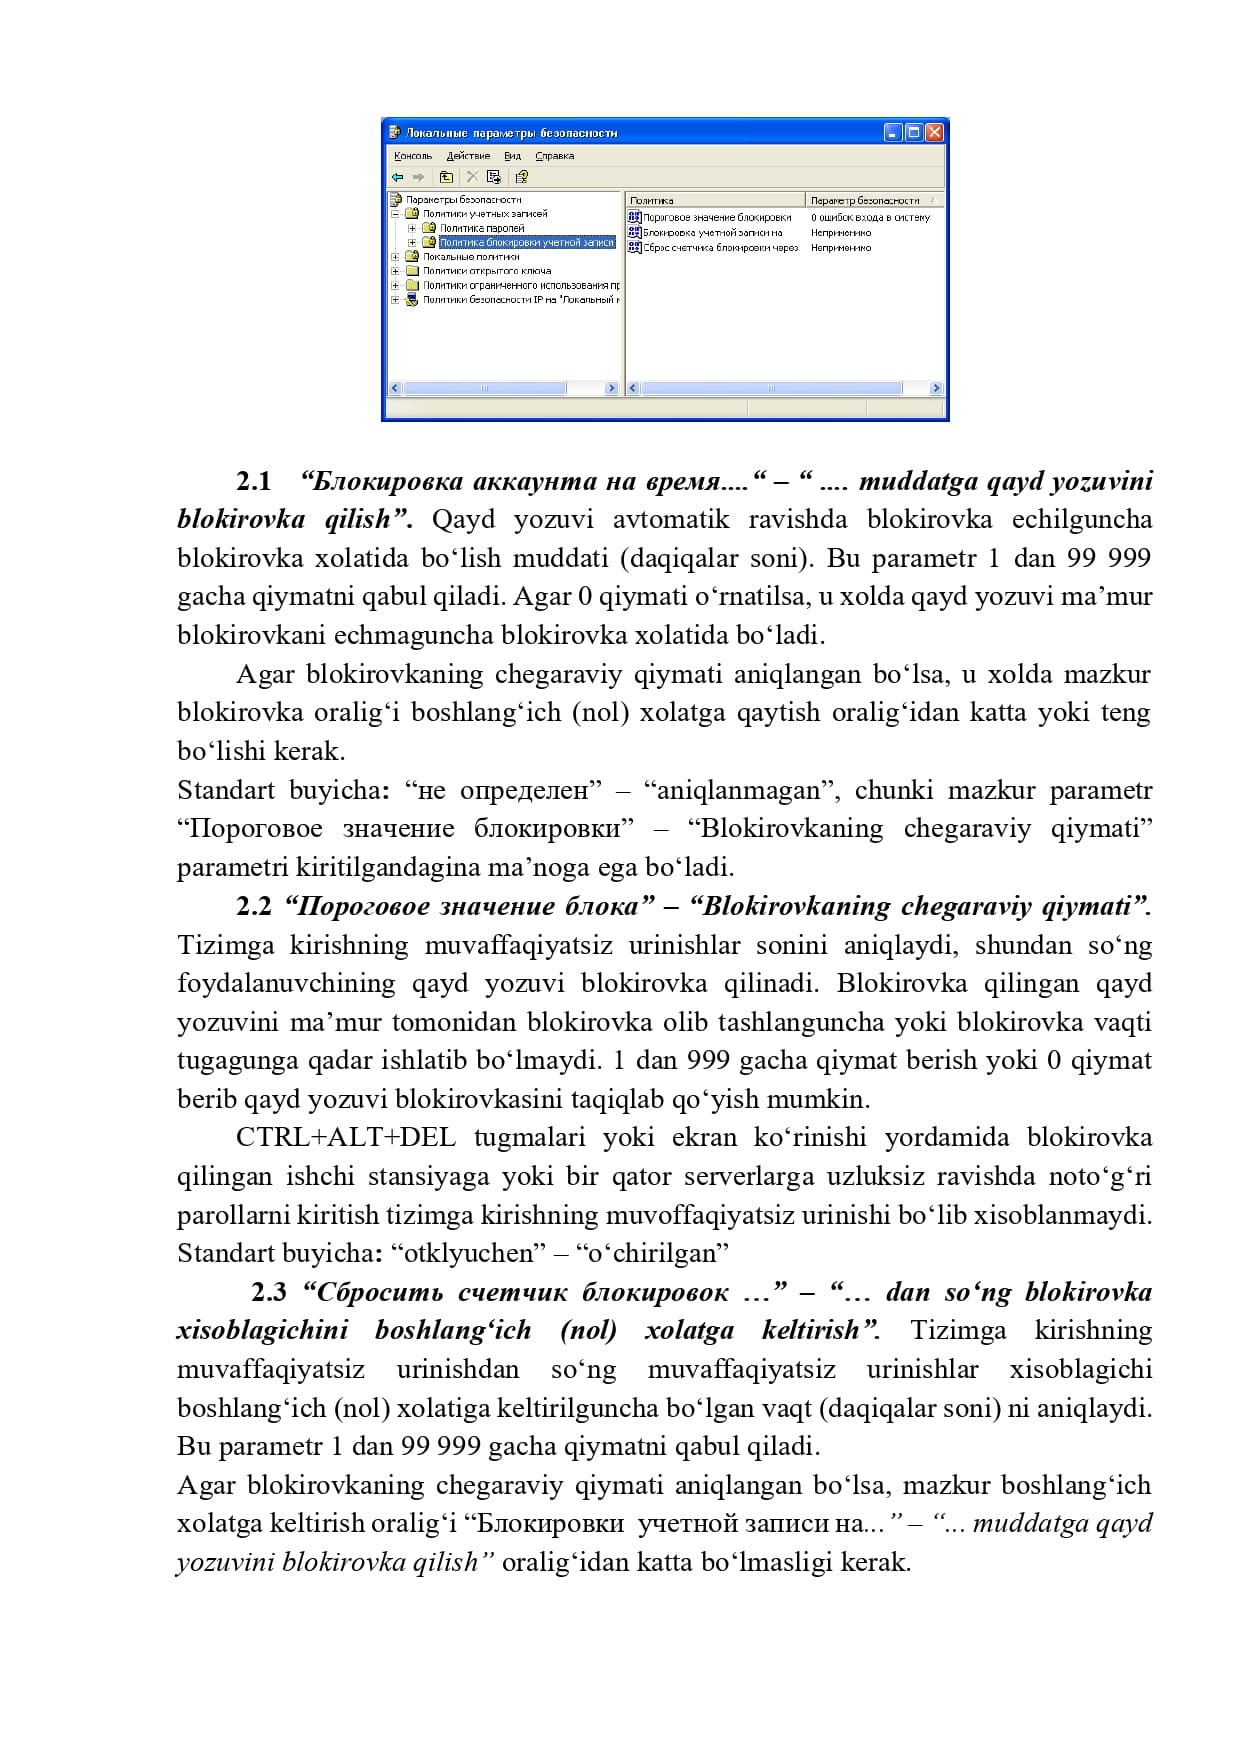 Локальные параметры безопасности
Консоль Действие Вид Справка
Параметры безопасности
Политики учетных записей
Политика паролей
Политика блокировки учетной записи
Локальные политики
Политики открытого ключа
Политики ограниченного использования пр
Политики безопасности IP на "Локальный к
Политика Параметр безопасности
Пороговое значение блокировки 0 ошибок входа в систему
Блокировка учетной записи на Неприменимо
Сброс счетчика блокировки через Неприменимо
2.1 “Блокировка аккаунта на время....“ – “ .... muddatga qayd yozuvini
blokirovka qilish”. Qayd yozuvi avtomatik ravishda blokirovka echilguncha
blokirovka xolatida bo‘lish muddati (daqiqalar soni). Bu parametr 1 dan 99 999
gacha qiymatni qabul qiladi. Agar 0 qiymati o‘rnatilsa, u xolda qayd yozuvi ma’mur
blokirovkani echmaguncha blokirovka xolatida bo‘ladi.
Agar blokirovkaning chegaraviy qiymati aniqlangan bo‘lsa, u xolda mazkur
blokirovka oralig‘i boshlang‘ich (nol) xolatga qaytish oralig‘idan katta yoki teng
bo‘lishi kerak.
Standart buyicha: “не определен” – “aniqlanmagan”, chunki mazkur parametr
“Пороговое значение блокировки” – “Blokirovkaning chegaraviy qiymati”
parametri kiritilgandagina ma’noga ega bo‘ladi.
2.2 “Пороговое значение блока” – “Blokirovkaning chegaraviy qiymati”.
Tizimga kirishning muvaffaqiyatsiz urinishlar sonini aniqlaydi, shundan so‘ng
foydalanuvchining qayd yozuvi blokirovka qilinadi. Blokirovka qilingan qayd
yozuvini ma’mur tomonidan blokirovka olib tashlanguncha yoki blokirovka vaqti
tugagunga qadar ishlatib bo‘lmaydi. 1 dan 999 gacha qiymat berish yoki 0 qiymat
berib qayd yozuvi blokirovkasini taqiqlab qo‘yish mumkin.
CTRL+ALT+DEL tugmalari yoki ekran ko‘rinishi yordamida blokirovka
qilingan ishchi stansiyaga yoki bir qator serverlarga uzluksiz ravishda noto‘g‘ri
parollarni kiritish tizimga kirishning muvoffaqiyatsiz urinishi bo‘lib xisoblanmaydi.
Standart buyicha: “otklyuchen” – “o‘chirilgan”
2.3 “Сбросить счетчик блокировок …” – “… dan so‘ng blokirovka
xisoblagichini boshlang‘ich (nol) xolatga keltirish”. Tizimga kirishning
muvaffaqiyatsiz urinishdan so‘ng muvaffaqiyatsiz urinishlar xisoblagichi
boshlang‘ich (nol) xolatiga keltirilguncha bo‘lgan vaqt (daqiqalar soni) ni aniqlaydi.
Bu parametr 1 dan 99 999 gacha qiymatni qabul qiladi.
Agar blokirovkaning chegaraviy qiymati aniqlangan bo‘lsa, mazkur boshlang‘ich
xolatga keltirish oralig‘i “Блокировки учетной записи на...” – “... muddatga qayd
yozuvini blokirovka qilish” oralig‘idan katta bo‘lmasligi kerak.